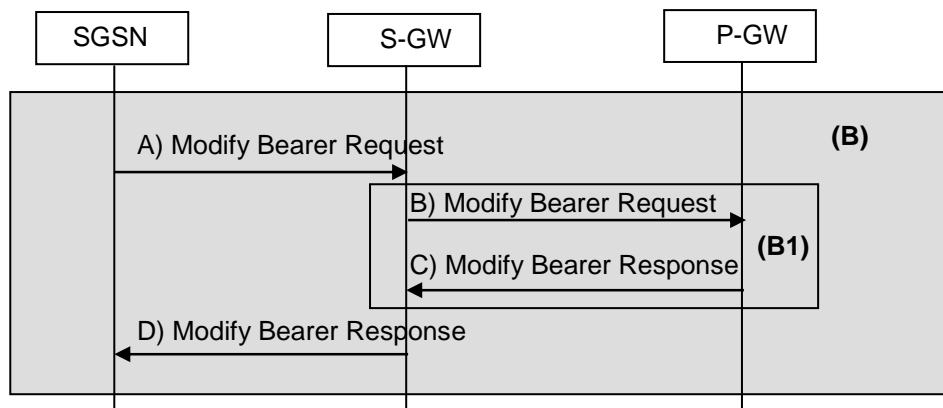 SGSN
S-GW
P-GW
(B)
A) Modify Bearer Request
B) Modify Bearer Request
(B1)
C) Modify Bearer Response
D) Modify Bearer Response